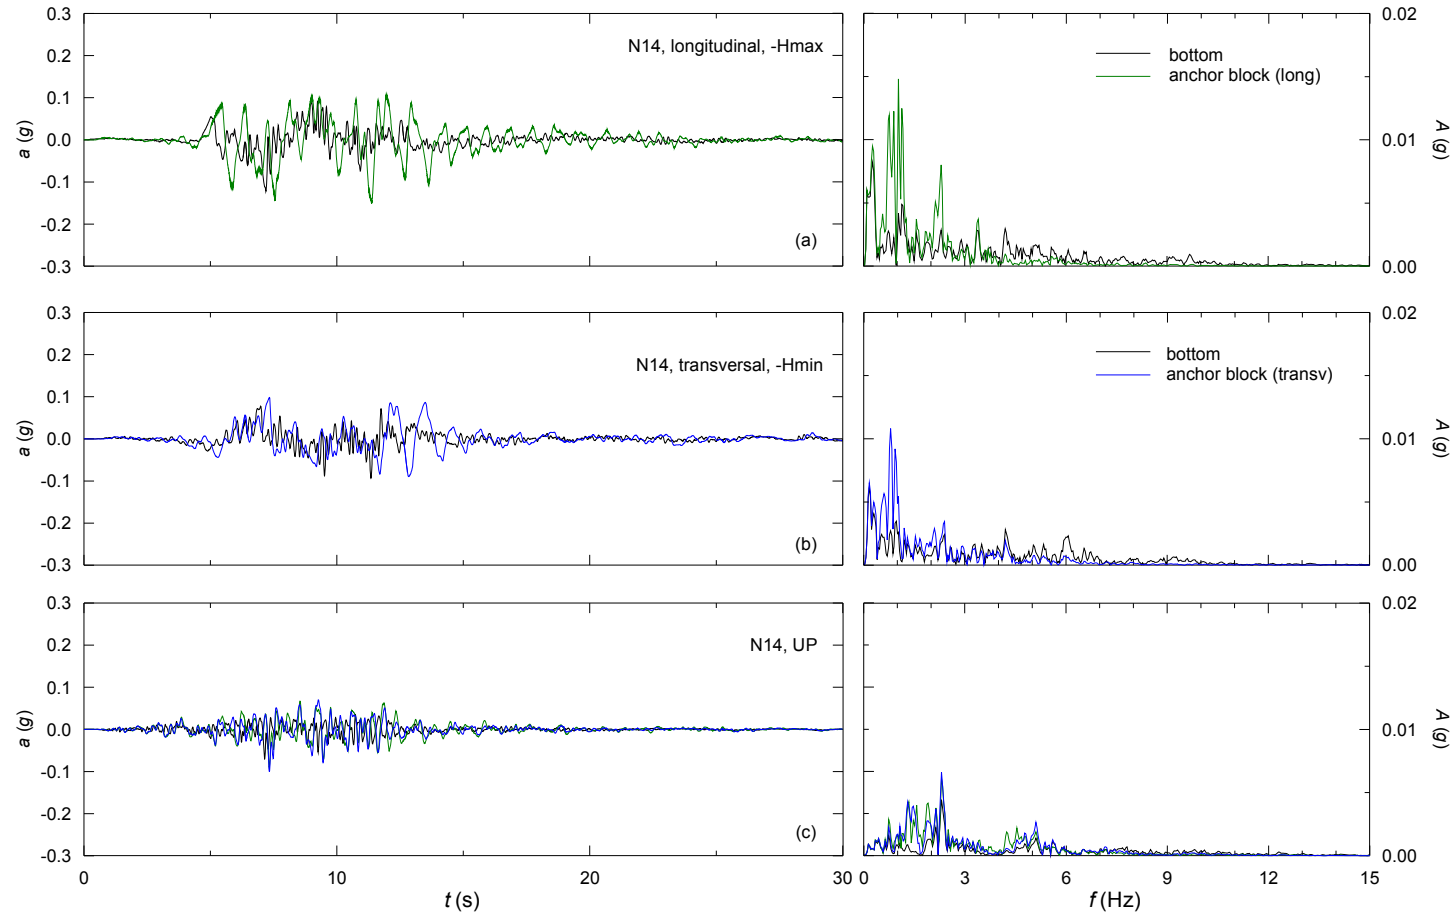 0.3
0.2
0.1
0.0
-0.1
-0.2
-0.3
a (g)
N14, longitudinal, -Hmax
(a)
bottom
anchor block (long)
0.02
0.01
0.00
A (g)
0.3
0.2
0.1
0.0
-0.1
-0.2
-0.3
a (g)
N14, transversal, -Hmin
(b)
bottom
anchor block (transv)
0.02
0.01
0.00
A (g)
0.3
0.2
0.1
0.0
-0.1
-0.2
-0.3
a (g)
N14, UP
(c)
0.02
0.01
0.00
A (g)
0 10 20 30
t (s)
0 3 6 9 12 15
f (Hz)